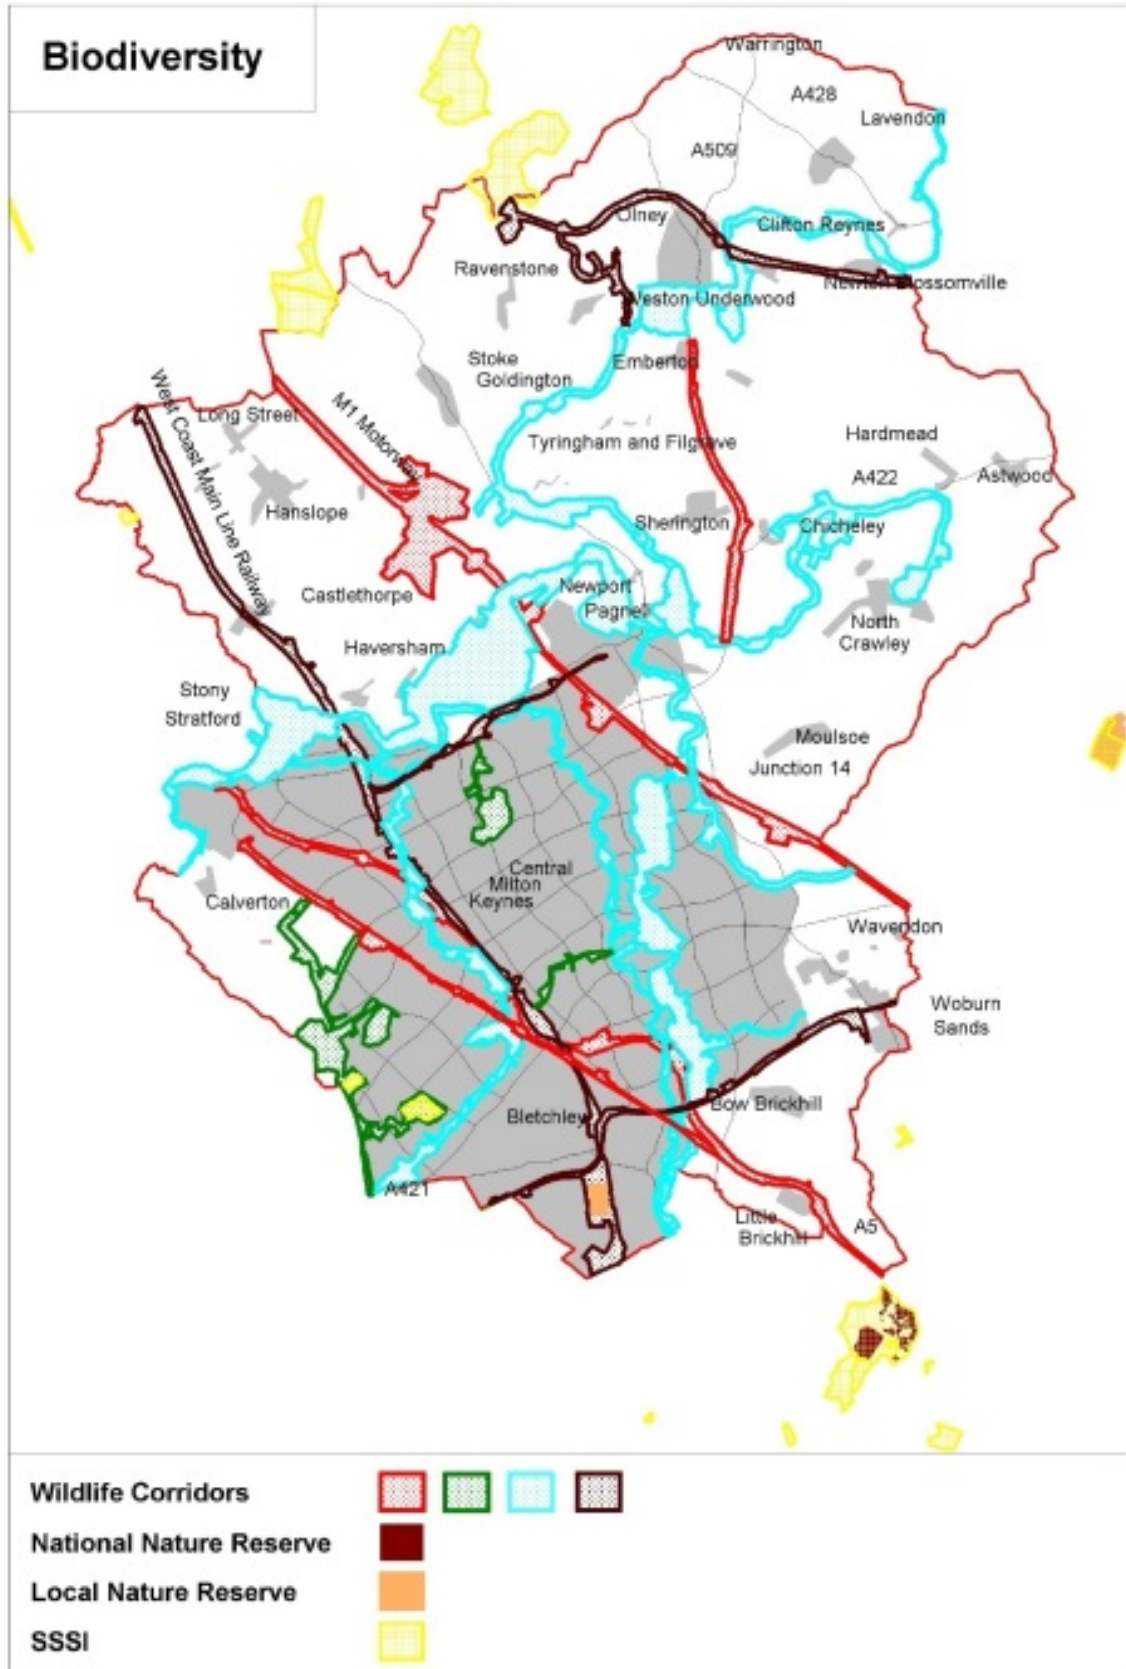 Biodiversity
Warrington
A428
Lavendon
A509
Olney
Clifton Reynes
Ravenstone
Newton Blossomville
Weston Underwood
Stoke
Goldington
Emberton
West Coast Main Line Railway
Long Street
M1 Motorway
Tyringham and Filgrave
Hardmead
A422
Astwood
Hanslope
Sherington
Chicheley
Castlethorpe
Newport
Pagnell
North
Crawley
Haversham
Stony
Stratford
Moulsoe
Junction 14
Central
Milton
Keynes
Calverton
Wavendon
Woburn
Sands
Bletchley
Bow Brickhill
A421
Little
Brickhill
A5
Wildlife Corridors
National Nature Reserve
Local Nature Reserve
SSSI